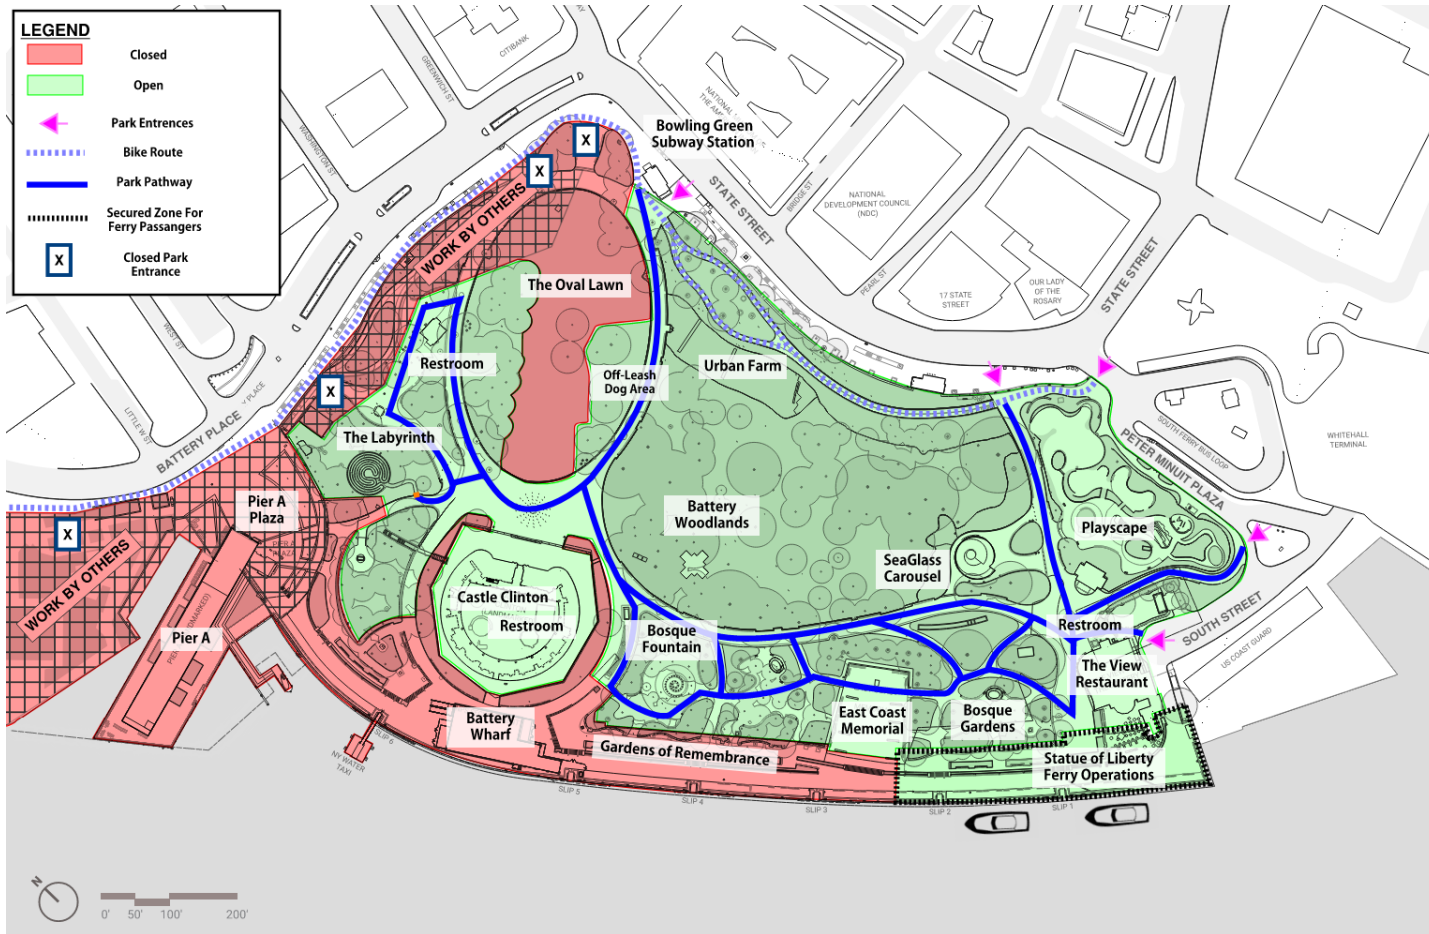 LEGEND
Closed
Open
Park Entrences
Bike Route
Park Pathway
Secured Zone For
Ferry Passangers
X
Closed Park
Entrance
CITIBANK
GREENWICH ST
WASHINGTON ST
WEST ST
LITTLE W ST
BATTERY PLACE
Y PLACE
X
X
X
X
Bowling Green
Subway Station
STATE STREET
BRIDGE ST
NATIONAL
DEVELOPMENT COUNCIL
(NDC)
PEARL ST
17 STATE
STREET
OUR LADY
OF THE
ROSARY
STATE STREET
WORK BY OTHERS
The Oval Lawn
Restroom
Off-Leash
Dog Area
Urban Farm
The Labyrinth
SOUTH FERRY BUS LOOP
WHITEHALL
TERMINAL
PETER MINUIT PLAZA
Pier A
Plaza
Battery
Woodlands
Playscape
SeaGlass
Carousel
WORK BY OTHERS
Castle Clinton
Restroom
Pier A
Bosque
Fountain
Restroom
SOUTH STREET
US COAST GUARD
The View
Restaurant
East Coast
Memorial
Bosque
Gardens
Battery
Wharf
Gardens of Remembrance
Statue of Liberty
Ferry Operations
NY WATER
TAXI
SLIP 6
SLIP 5
SLIP 4
SLIP 3
SLIP 2
SLIP 1
N
0' 50' 100' 200'